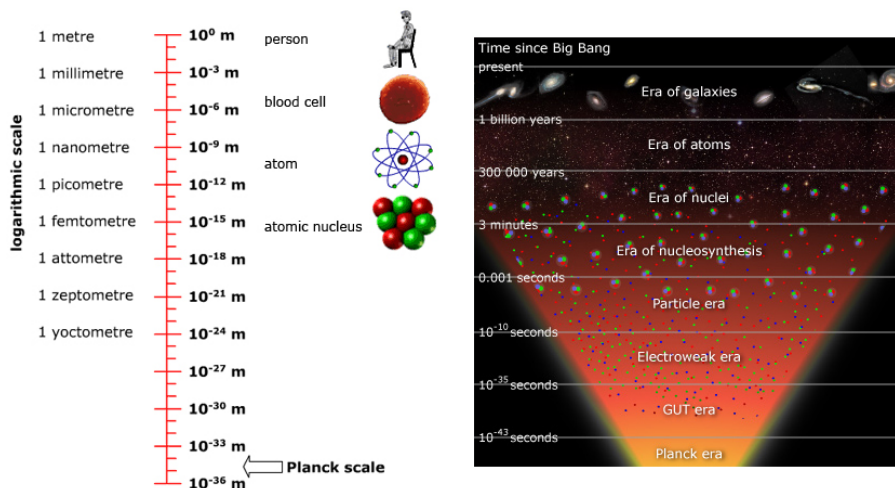 logarithmic scale
1 metre 10⁰ m person
1 millimetre 10⁻³ m
blood cell
1 micrometre 10⁻⁶ m
1 nanometre 10⁻⁹ m
atom
1 picometre 10⁻¹² m
1 femtometre 10⁻¹⁵ m atomic nucleus
1 attometre 10⁻¹⁸ m
1 zeptometre 10⁻²¹ m
1 yoctometre 10⁻²⁴ m
10⁻²⁷ m
10⁻³⁰ m
10⁻³³ m
Planck scale
10⁻³⁶ m
Time since Big Bang
present
Era of galaxies
1 billion years
Era of atoms
300 000 years
Era of nuclei
3 minutes
Era of nucleosynthesis
0.001 seconds
Particle era
10⁻¹⁰ seconds
Electroweak era
10⁻³⁵ seconds
GUT era
10⁻⁴³ seconds
Planck era